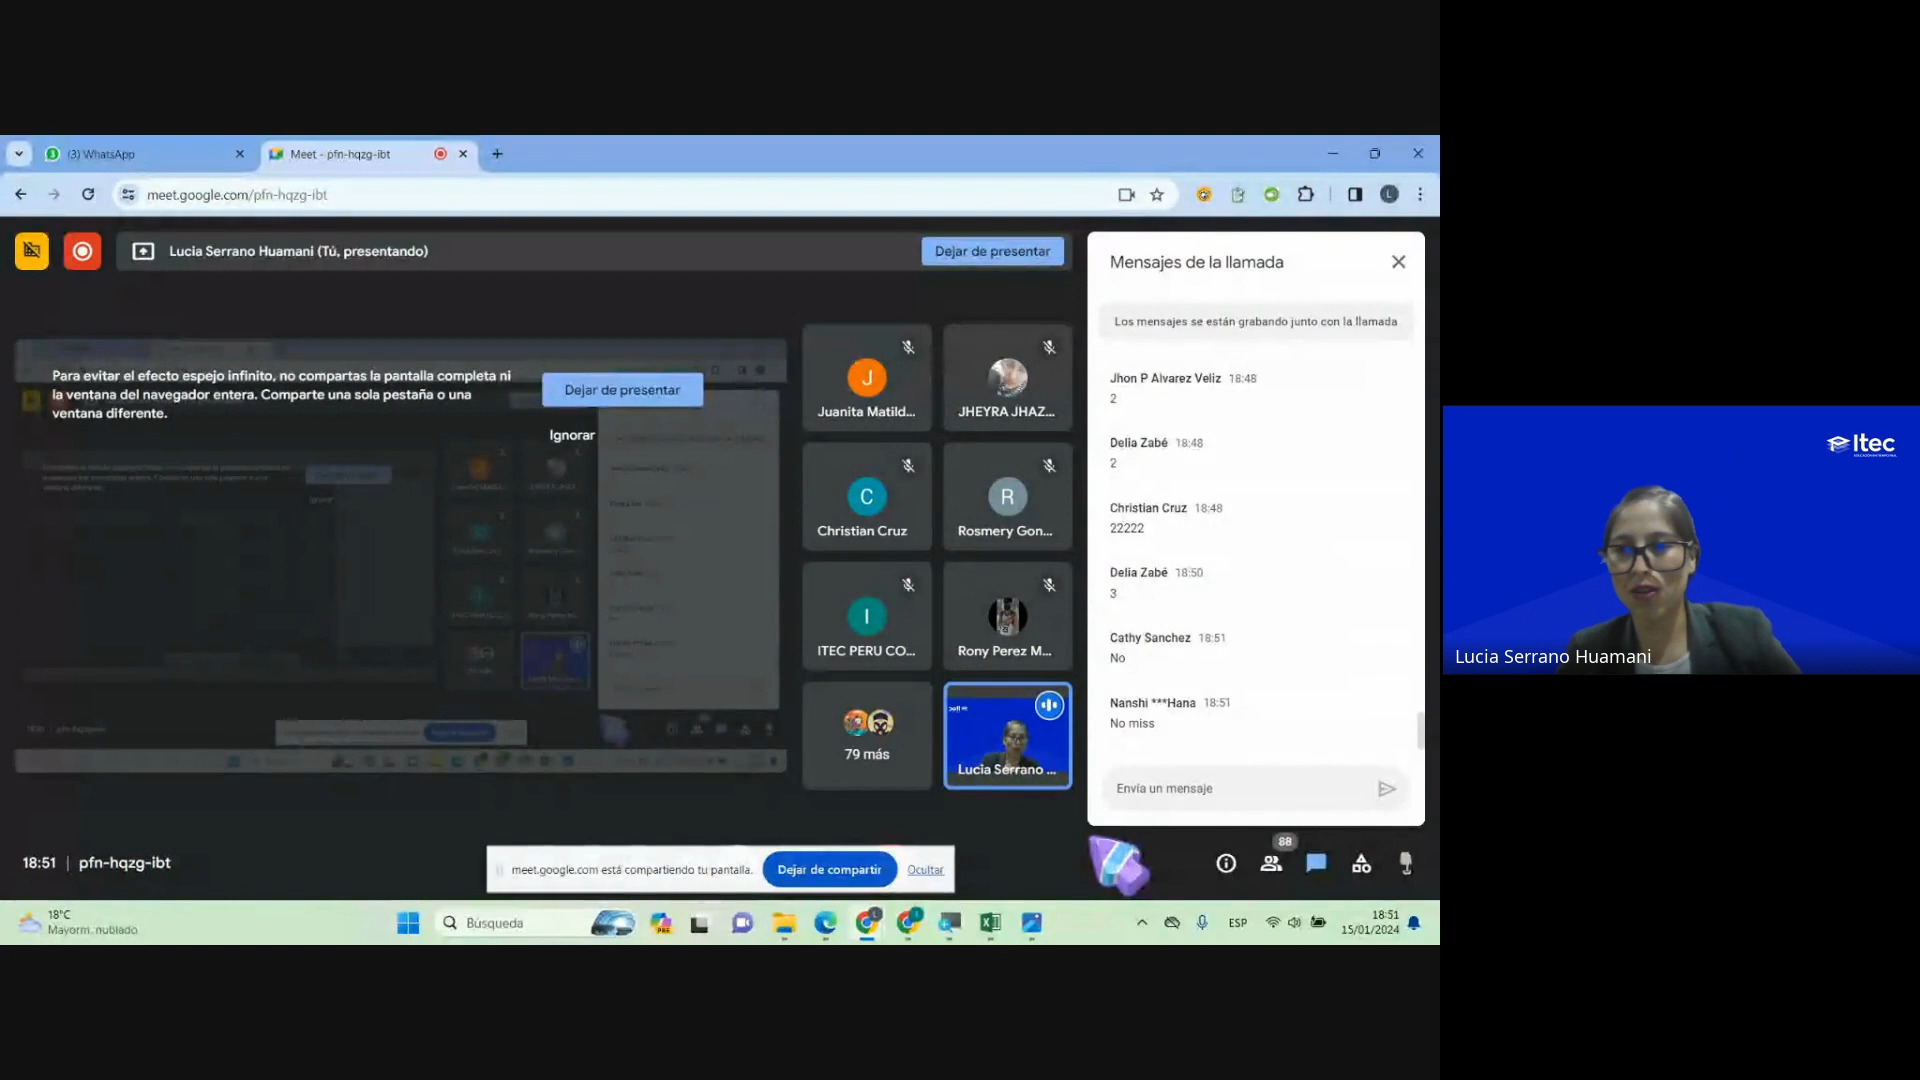 (3) WhatsApp
Meet - pfn-hqzg-ibt
meet.google.com/pfn-hqzg-ibt
L
Lucia Serrano Huamani (Tú, presentando)
Dejar de presentar
Para evitar el efecto espejo infinito, no compartas la pantalla completa ni
la ventana del navegador entera. Comparte una sola pestaña o una
ventana diferente.
Dejar de presentar
Ignorar
J
Juanita Matild...
JHEYRA JHAZ...
C
Christian Cruz
R
Rosmery Gon...
I
ITEC PERU CO...
Rony Perez M...
79 más
Lucia Serrano ...
Mensajes de la llamada
Los mensajes se están grabando junto con la llamada
Jhon P Alvarez Veliz 18:48
2
Delia Zabé 18:48
2
Christian Cruz 18:48
22222
Delia Zabé 18:50
3
Cathy Sanchez 18:51
No
Nanshi ***Hana 18:51
No miss
Envía un mensaje
18:51 | pfn-hqzg-ibt
meet.google.com está compartiendo tu pantalla.
Dejar de compartir
Ocultar
88
18°C
Mayorm. nublado
Búsqueda
PRE
ESP
18:51
15/01/2024
Itec
Lucia Serrano Huamani